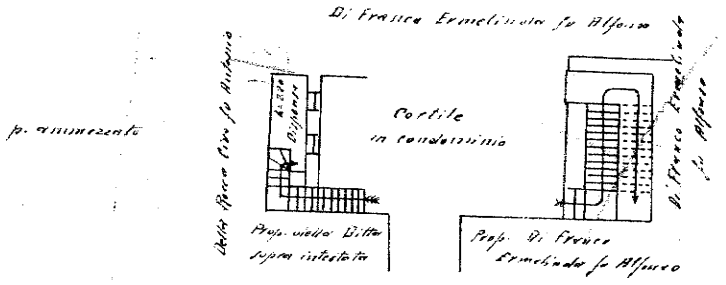 Di Franco Ermelinda fu Alfonso
p. ammezzato
Della Rocca Ciro fu Antonio
Dispensa
Cortile
in condominio
Di Franco Ermelinda
fu Alfonso
Prop. della Ditta
sopra intestata
Prop. Di Franco
Ermelinda fu Alfonso